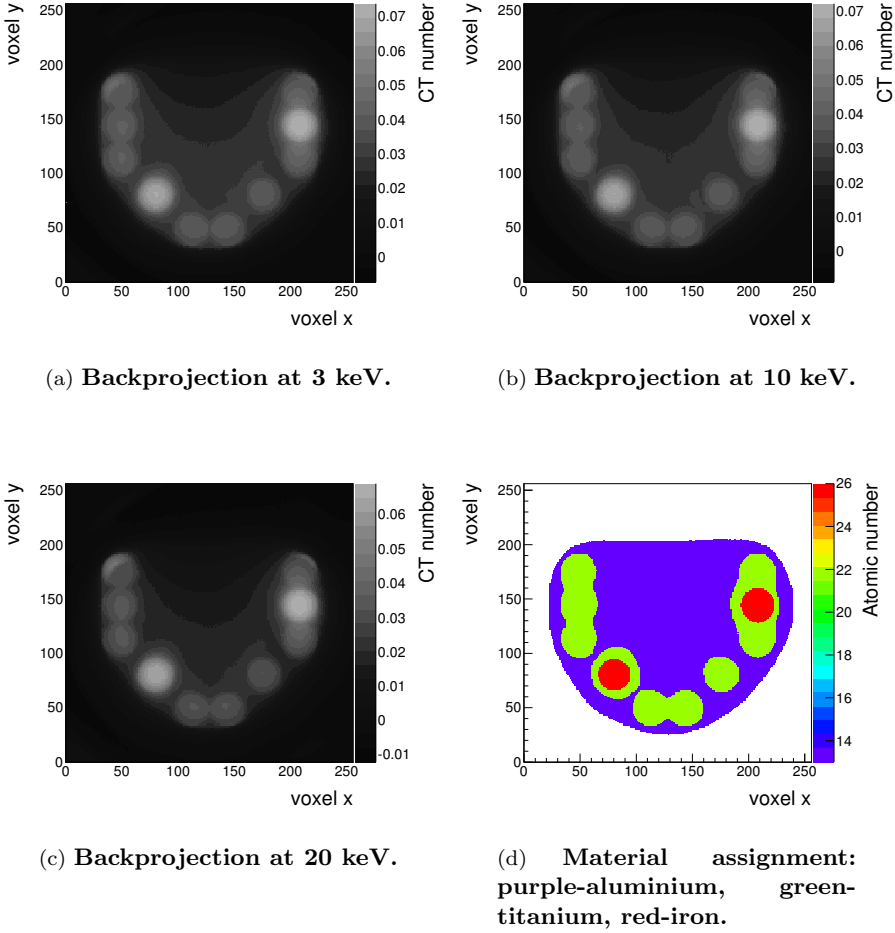 voxel y
250
200
150
100
50
0
0 50 100 150 200 250
voxel x
0.07
0.06
0.05
0.04
0.03
0.02
0.01
0
CT number
voxel y
250
200
150
100
50
0
0 50 100 150 200 250
voxel x
0.07
0.06
0.05
0.04
0.03
0.02
0.01
0
CT number
(a) Backprojection at 3 keV.
(b) Backprojection at 10 keV.
voxel y
250
200
150
100
50
0
0 50 100 150 200 250
voxel x
0.06
0.05
0.04
0.03
0.02
0.01
0
-0.01
CT number
voxel y
250
200
150
100
50
0
0 50 100 150 200 250
voxel x
26
24
22
20
18
16
14
Atomic number
(c) Backprojection at 20 keV.
(d) Material assignment:
purple-aluminium, green-
titanium, red-iron.